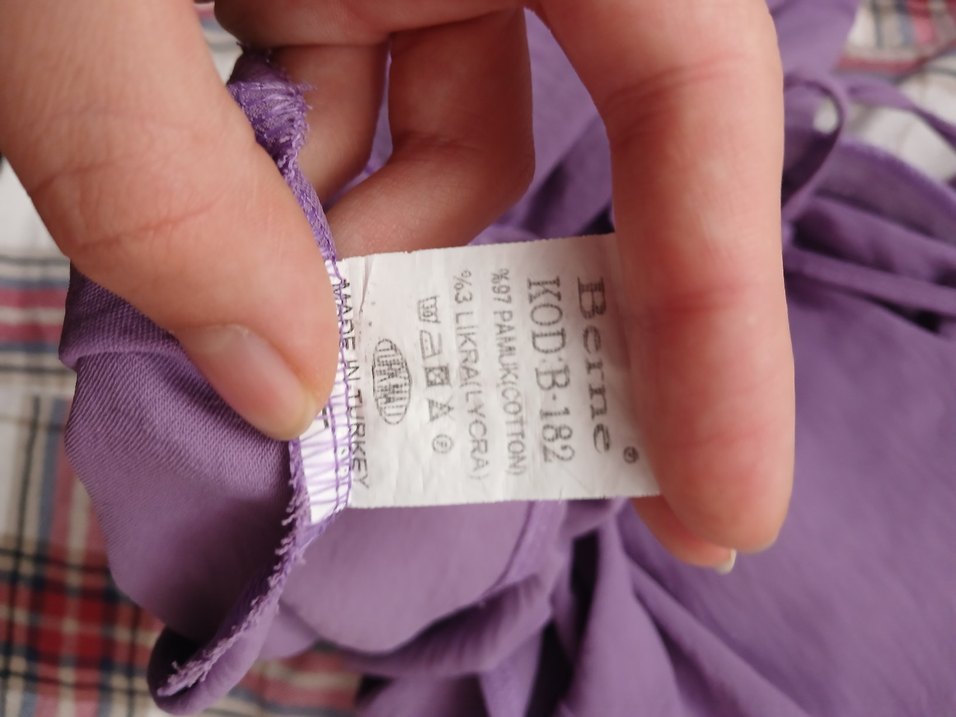 Berne ®
KOD·B·182
%97 PAMUK(COTTON)
%3 LIKRA(LYCRA)
P
MADE IN TURKEY